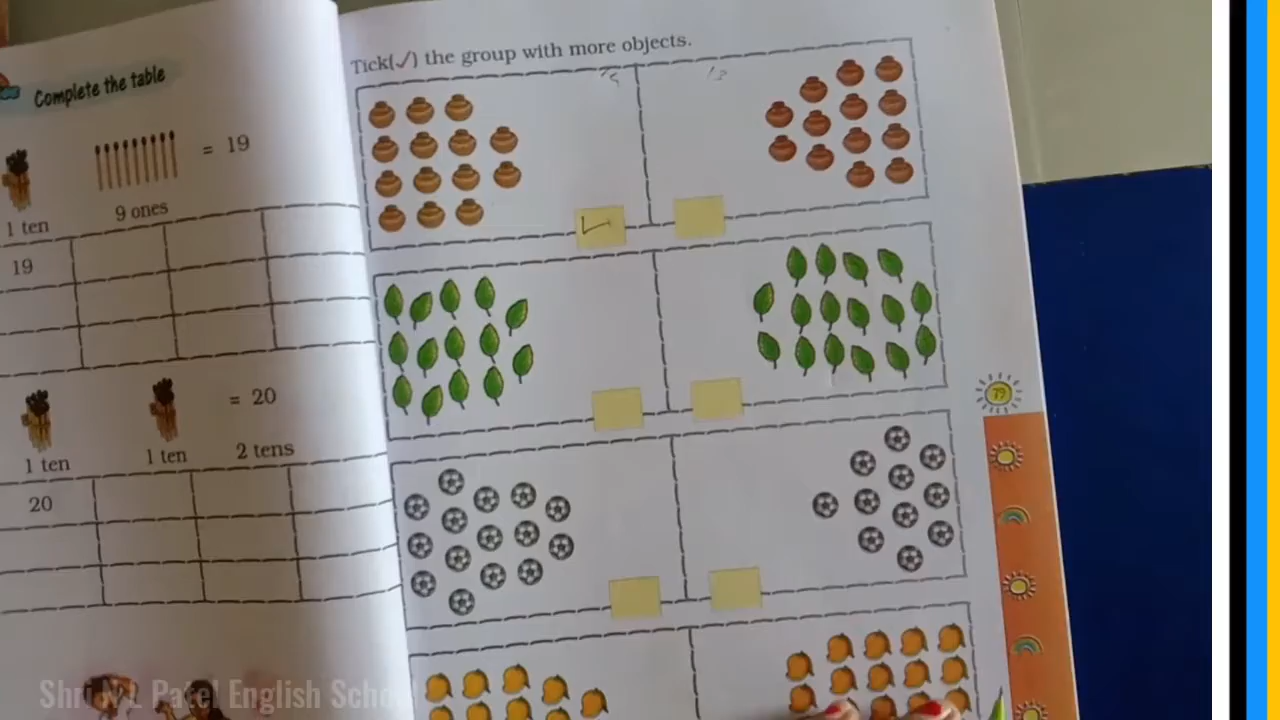 Complete the table
= 19
1 ten
9 ones
19
= 20
1 ten
1 ten
2 tens
20
Tick(✓) the group with more objects.
79
Shri N L Patel English Scho